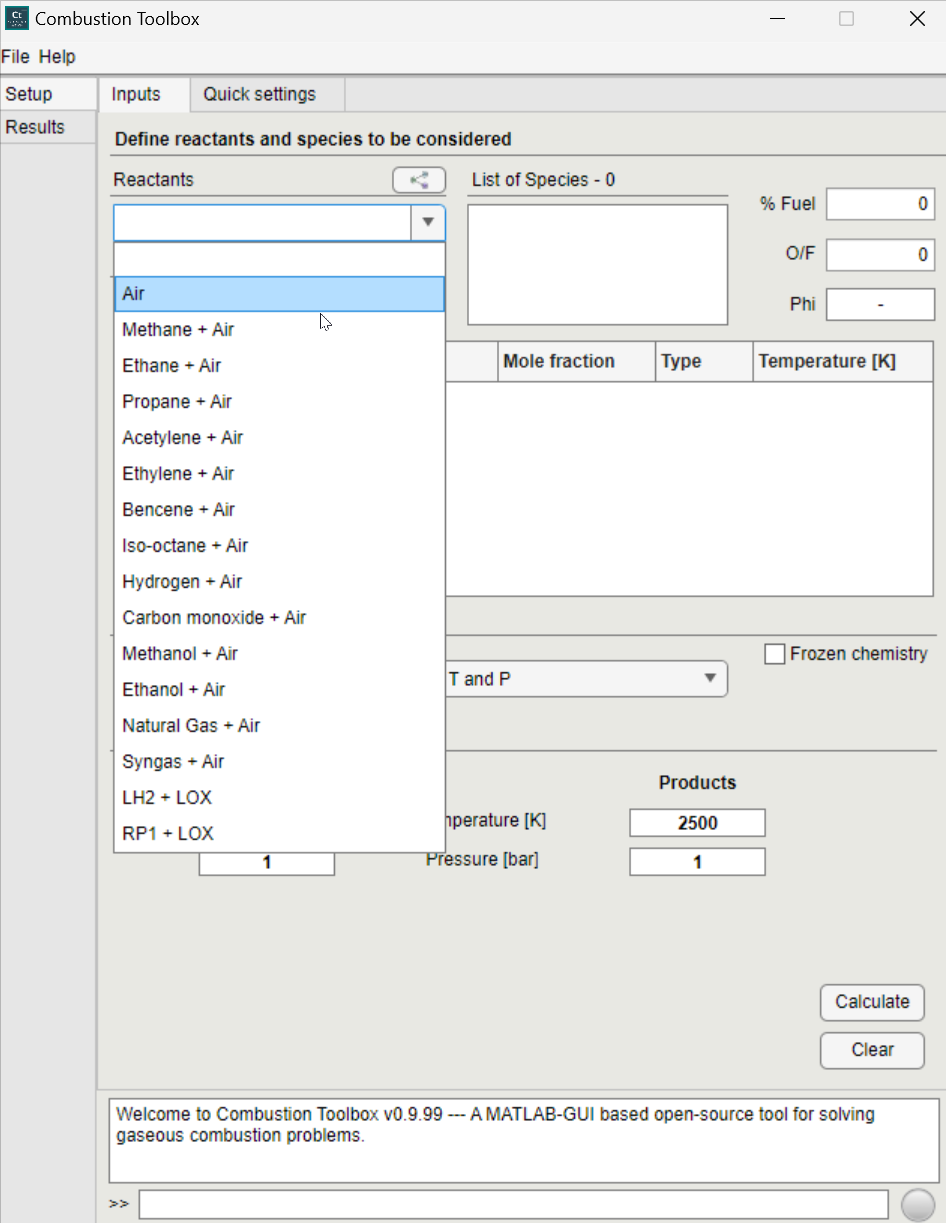 Ct Combustion Toolbox
File Help
Setup
Results
Inputs Quick settings
Define reactants and species to be considered
Reactants
List of Species - 0
% Fuel 0
O/F 0
Phi -
Air
Methane + Air
Ethane + Air
Propane + Air
Acetylene + Air
Ethylene + Air
Bencene + Air
Iso-octane + Air
Hydrogen + Air
Carbon monoxide + Air
Methanol + Air
Ethanol + Air
Natural Gas + Air
Syngas + Air
LH2 + LOX
RP1 + LOX
Mole fraction Type Temperature [K]
T and P
Frozen chemistry
Products
nperature [K] 2500
1 Pressure [bar] 1
Calculate
Clear
Welcome to Combustion Toolbox v0.9.99 --- A MATLAB-GUI based open-source tool for solving
gaseous combustion problems.
>>